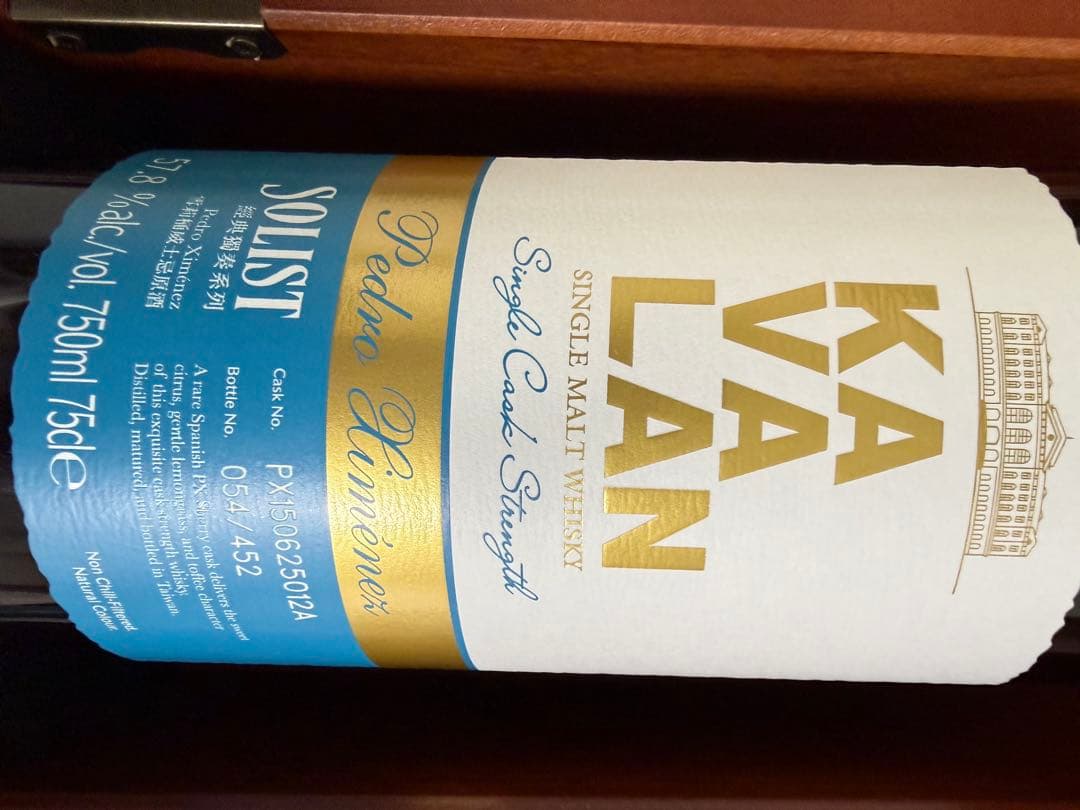 KA
VA
LAN
SINGLE MALT WHISKY
Single Cask Strength
Pedro Ximénez
SOLIST
經典獨奏系列
Pedro Ximénez
雪莉桶威士忌原酒
Cask No. PX150625012A
Bottle No. 054/452
A rare Spanish PX Sherry cask delivers the sweet
citrus, gentle lemongrass, and toffee character
of this exquisite cask strength whisky.
Distilled, matured, and bottled in Taiwan.
57.8 %alc./vol. 750ml 75cl e
Non Chill-Filtered
Natural Colour